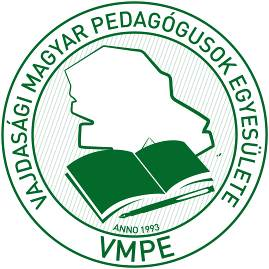 VAJDASÁGI MAGYAR PEDAGÓGUSOK EGYESÜLETE
ANNO 1993
VMPE